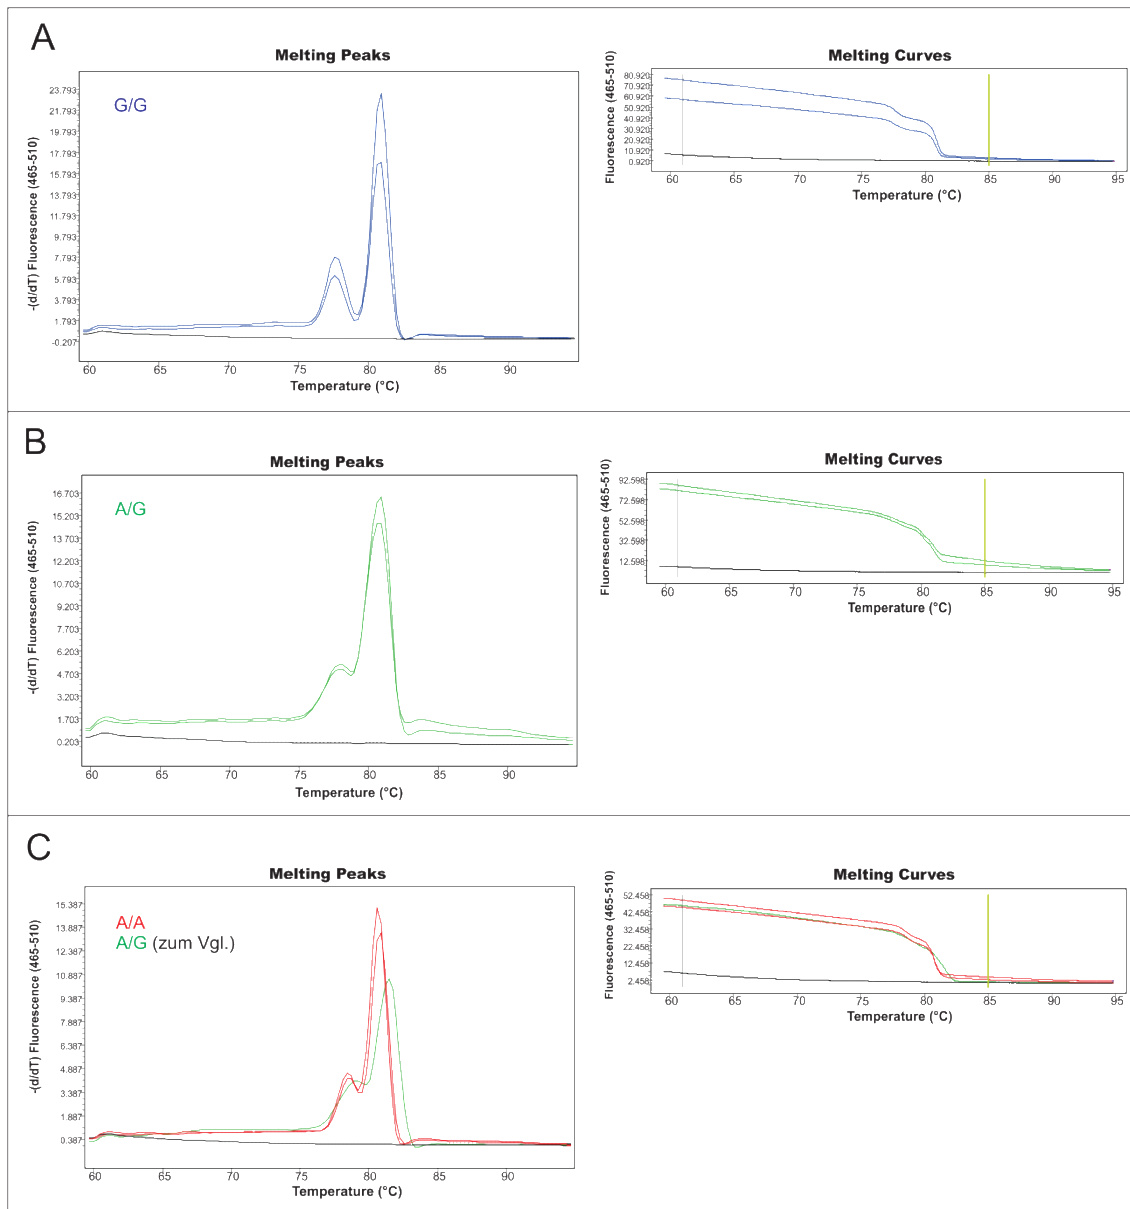 A
Melting Peaks
G/G
23.793
21.793
19.793
17.793
15.793
13.793
11.793
9.793
7.793
5.793
3.793
1.793
-0.207
-(d/dT) Fluorescence (465-510)
60 65 70 75 80 85 90
Temperature (°C)
Melting Curves
80.920
70.920
60.920
50.920
40.920
30.920
20.920
10.920
0.920
Fluorescence (465-510)
60 65 70 75 80 85 90 95
Temperature (°C)
B
Melting Peaks
A/G
16.703
15.203
13.703
12.203
10.703
9.203
7.703
6.203
4.703
3.203
1.703
0.203
-(d/dT) Fluorescence (465-510)
60 65 70 75 80 85 90
Temperature (°C)
Melting Curves
92.598
72.598
52.598
32.598
12.598
Fluorescence (465-510)
60 65 70 75 80 85 90 95
Temperature (°C)
C
Melting Peaks
A/A
A/G (zum Vgl.)
15.387
13.887
12.387
10.887
9.387
7.887
6.387
4.887
3.387
1.887
0.387
-(d/dT) Fluorescence (465-510)
60 65 70 75 80 85 90
Temperature (°C)
Melting Curves
52.458
42.458
32.458
22.458
12.458
2.458
Fluorescence (465-510)
60 65 70 75 80 85 90 95
Temperature (°C)